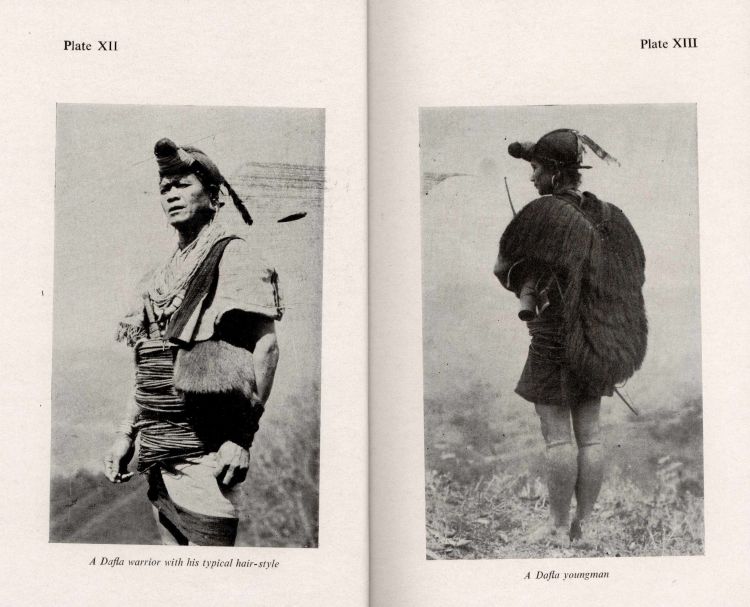 Plate XII
A Dafla warrior with his typical hair-style
Plate XIII
A Dafla youngman